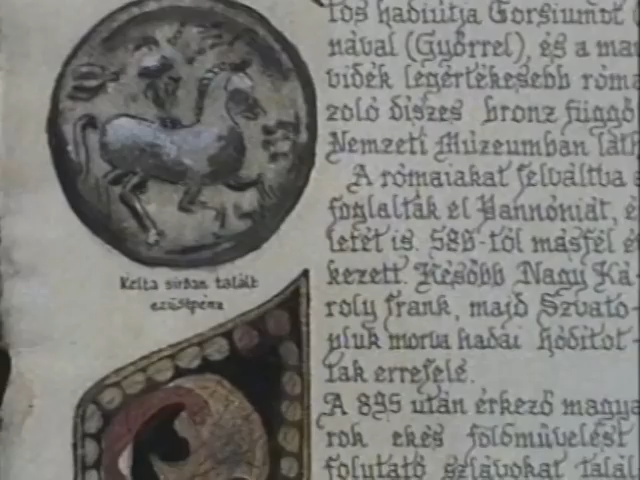 Kelta sírban talált
ezüstpénz
tos hadiútja Gorsiumot
nával (Győrrel), és a mai
vidék legértékesebb róma
zoló díszes bronz függő
Nemzeti Múzeumban lát
A rómaiakat felváltva
foglalták el Pannóniát, é
letét is. 586-tól másfél é
kezett. Később Nagy Ká
roly frank, majd Szvato
pluk morva hadai hódítot-
tak errefelé.
A 895 után érkező magya
rok ekés földművelést
folytató szlávokat talál